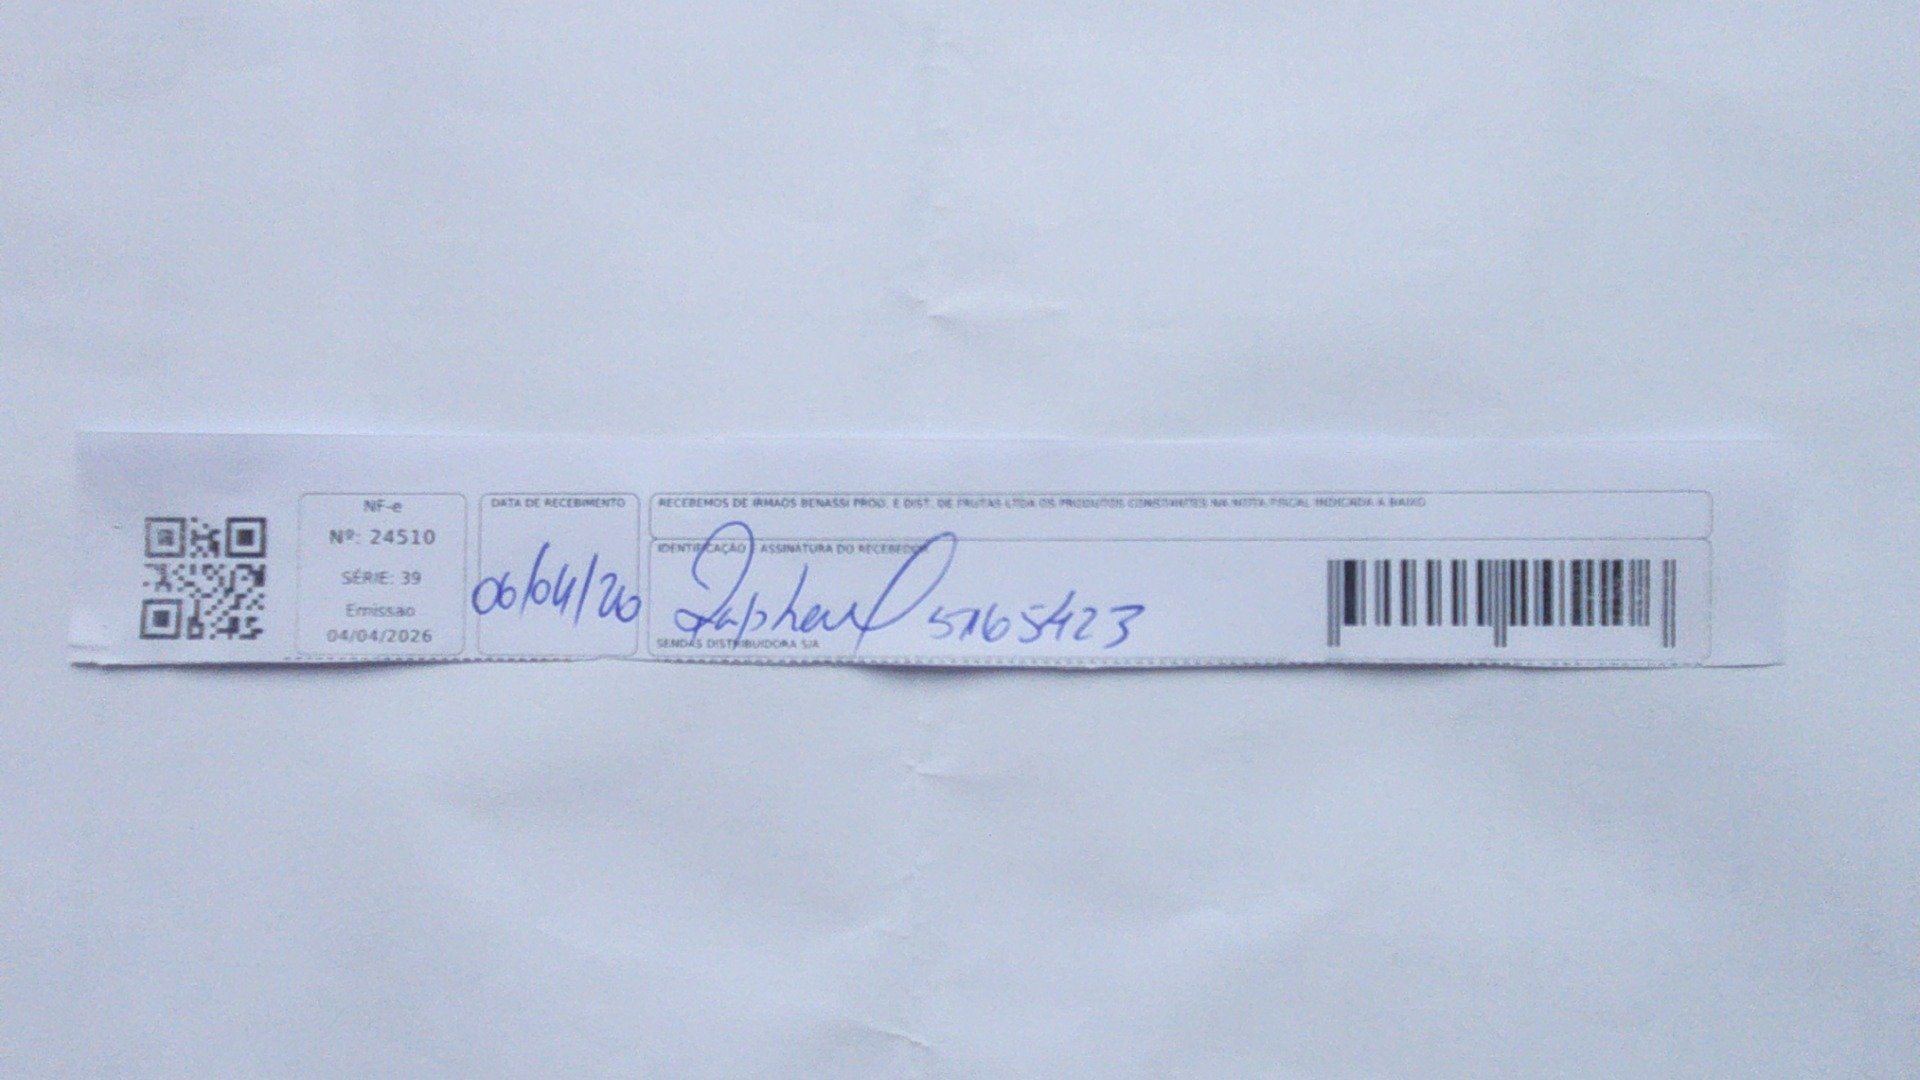 NF-e
Nº: 24510
SÉRIE: 39
Emissao
04/04/2026
DATA DE RECEBIMENTO
06/04/26
RECEBEMOS DE IRMAOS BENASSI PROD. E DIST. DE FRUTAS LTDA OS PRODUTOS CONSTANTES NA NOTA FISCAL INDICADA A BAIXO
IDENTIFICAÇÃO E ASSINATURA DO RECEBEDOR
Raphael 5165423
SENDAS DISTRIBUIDORA S/A